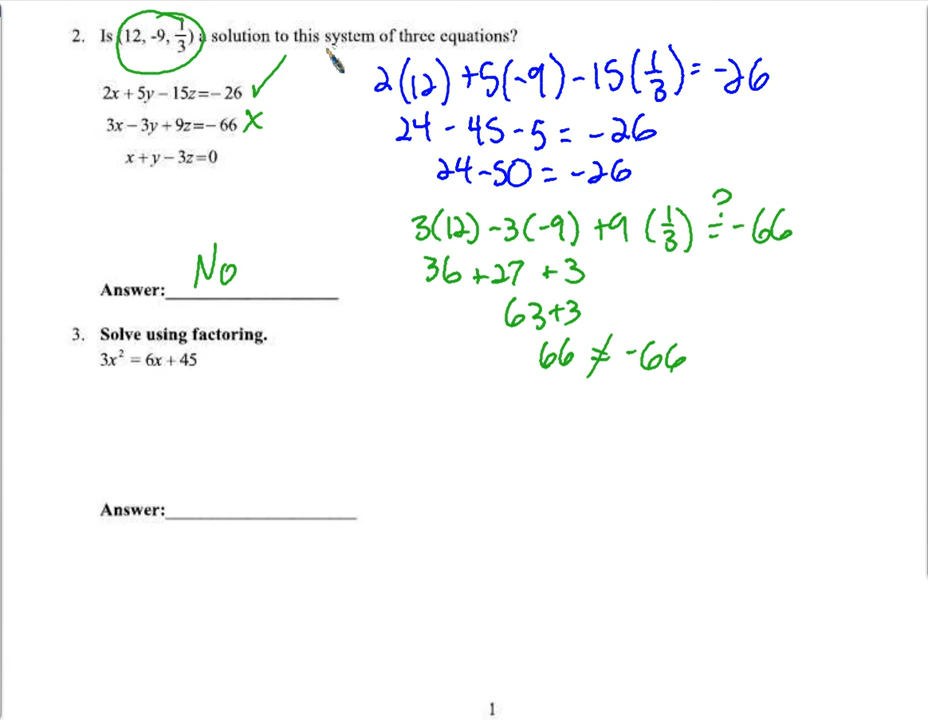 2. Is (12, -9, 1/3) a solution to this system of three equations?
2x + 5y − 15z = − 26 ✓
3x − 3y + 9z = − 66 X
x + y − 3z = 0
2(12) + 5(-9) - 15(1/3) = -26
24 - 45 - 5 = -26
24 - 50 = -26
3(12) - 3(-9) + 9(1/3) ?= -66
36 + 27 + 3
63 + 3
66 ≠ -66
Answer: No
3. Solve using factoring.
3x² = 6x + 45
Answer:
1